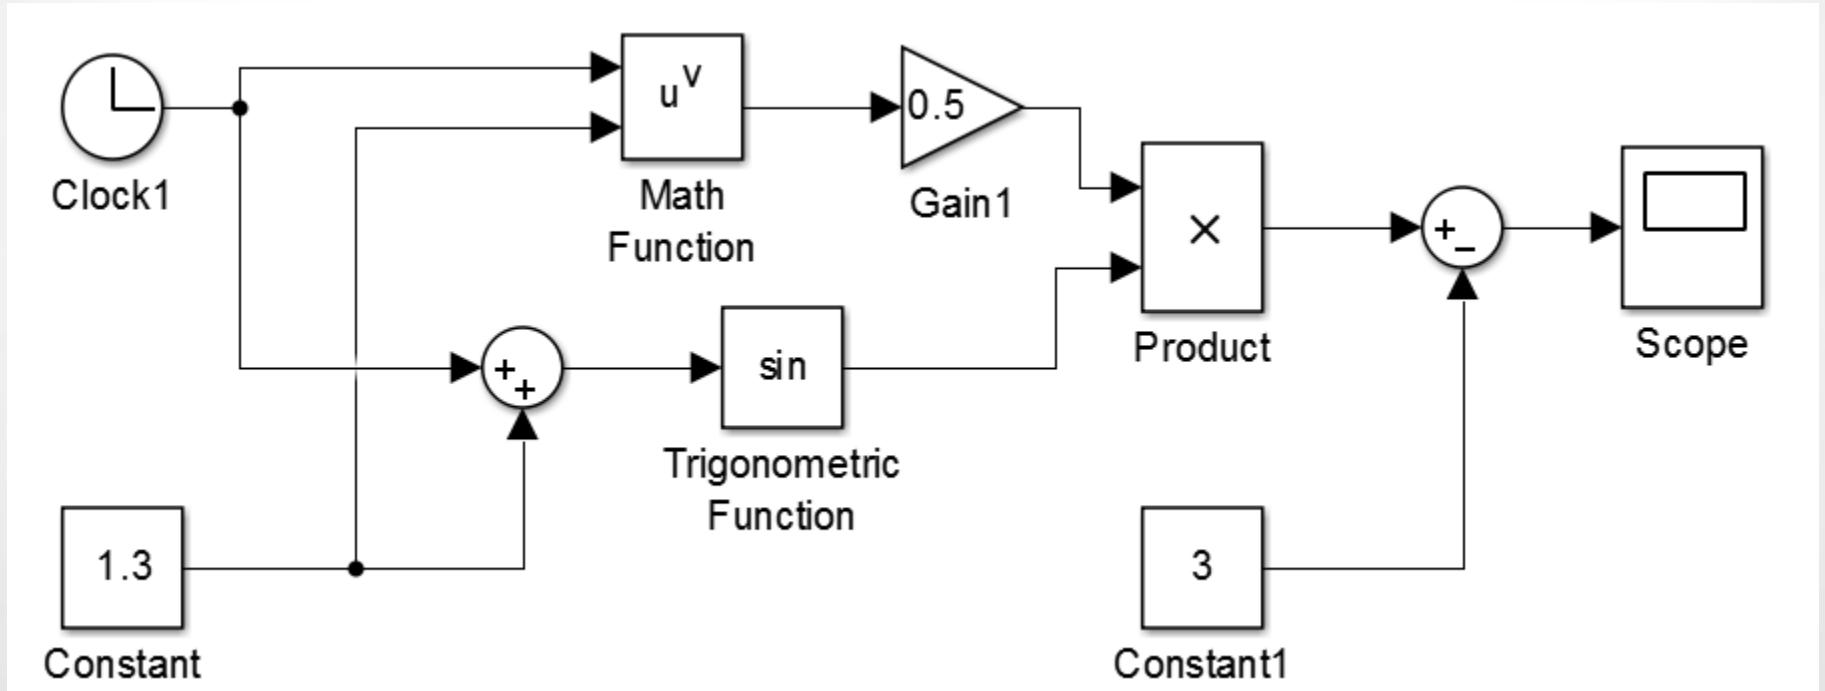 u^v
0.5
Clock1
Math
Function
Gain1
×
+
−
Product
Scope
+
+
sin
Trigonometric
Function
1.3
3
Constant
Constant1